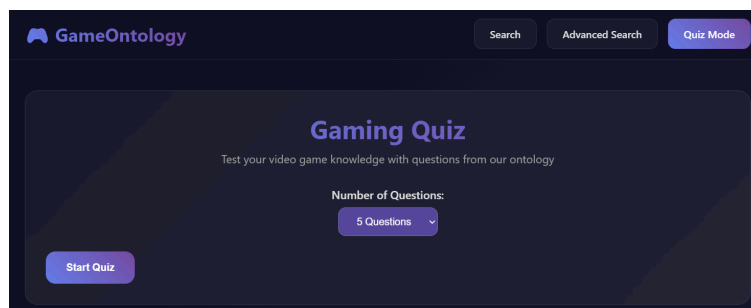 GameOntology
Search
Advanced Search
Quiz Mode
Gaming Quiz
Test your video game knowledge with questions from our ontology
Number of Questions:
5 Questions
Start Quiz